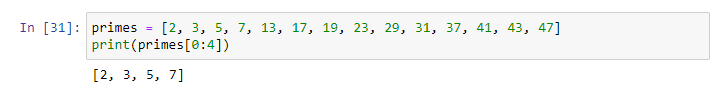 In [31]: primes = [2, 3, 5, 7, 13, 17, 19, 23, 29, 31, 37, 41, 43, 47]
print(primes[0:4])
[2, 3, 5, 7]